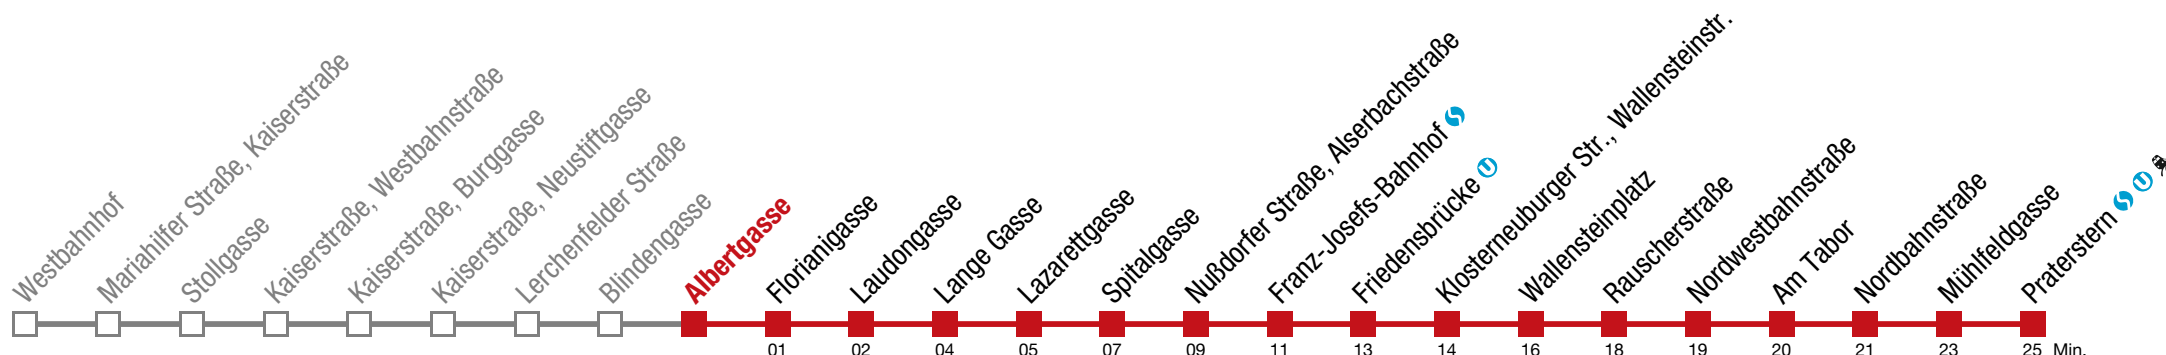 Westbahnhof
Mariahilfer Straße, Kaiserstraße
Stollgasse
Kaiserstraße, Westbahnstraße
Kaiserstraße, Burggasse
Kaiserstraße, Neustiftgasse
Lerchenfelder Straße
Blindengasse
Albertgasse
Florianigasse
Laudongasse
Lange Gasse
Lazarettgasse
Spitalgasse
Nußdorfer Straße, Alserbachstraße
Franz-Josefs-Bahnhof S
Friedensbrücke U
Klosterneuburger Str., Wallensteinstr.
Wallensteinplatz
Rauscherstraße
Nordwestbahnstraße
Am Tabor
Nordbahnstraße
Mühlfeldgasse
Praterstern S U
01 02 04 05 07 09 11 13 14 16 18 19 20 21 23 25 Min.